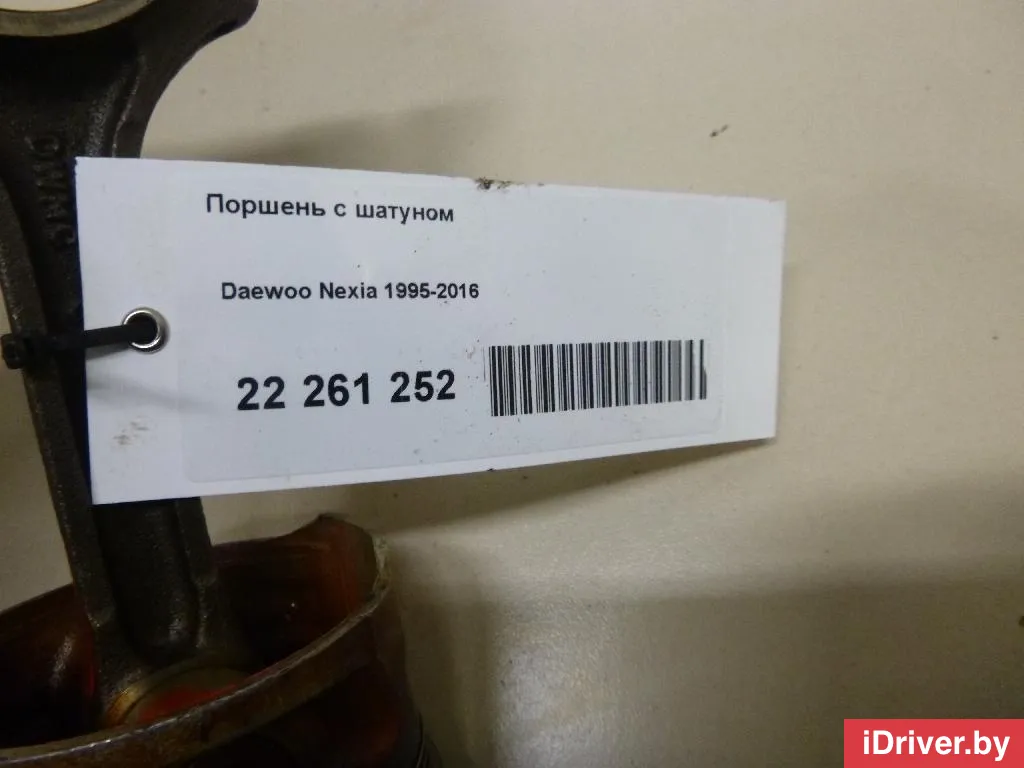 Поршень с шатуном
Daewoo Nexia 1995-2016
22 261 252
iDriver.by